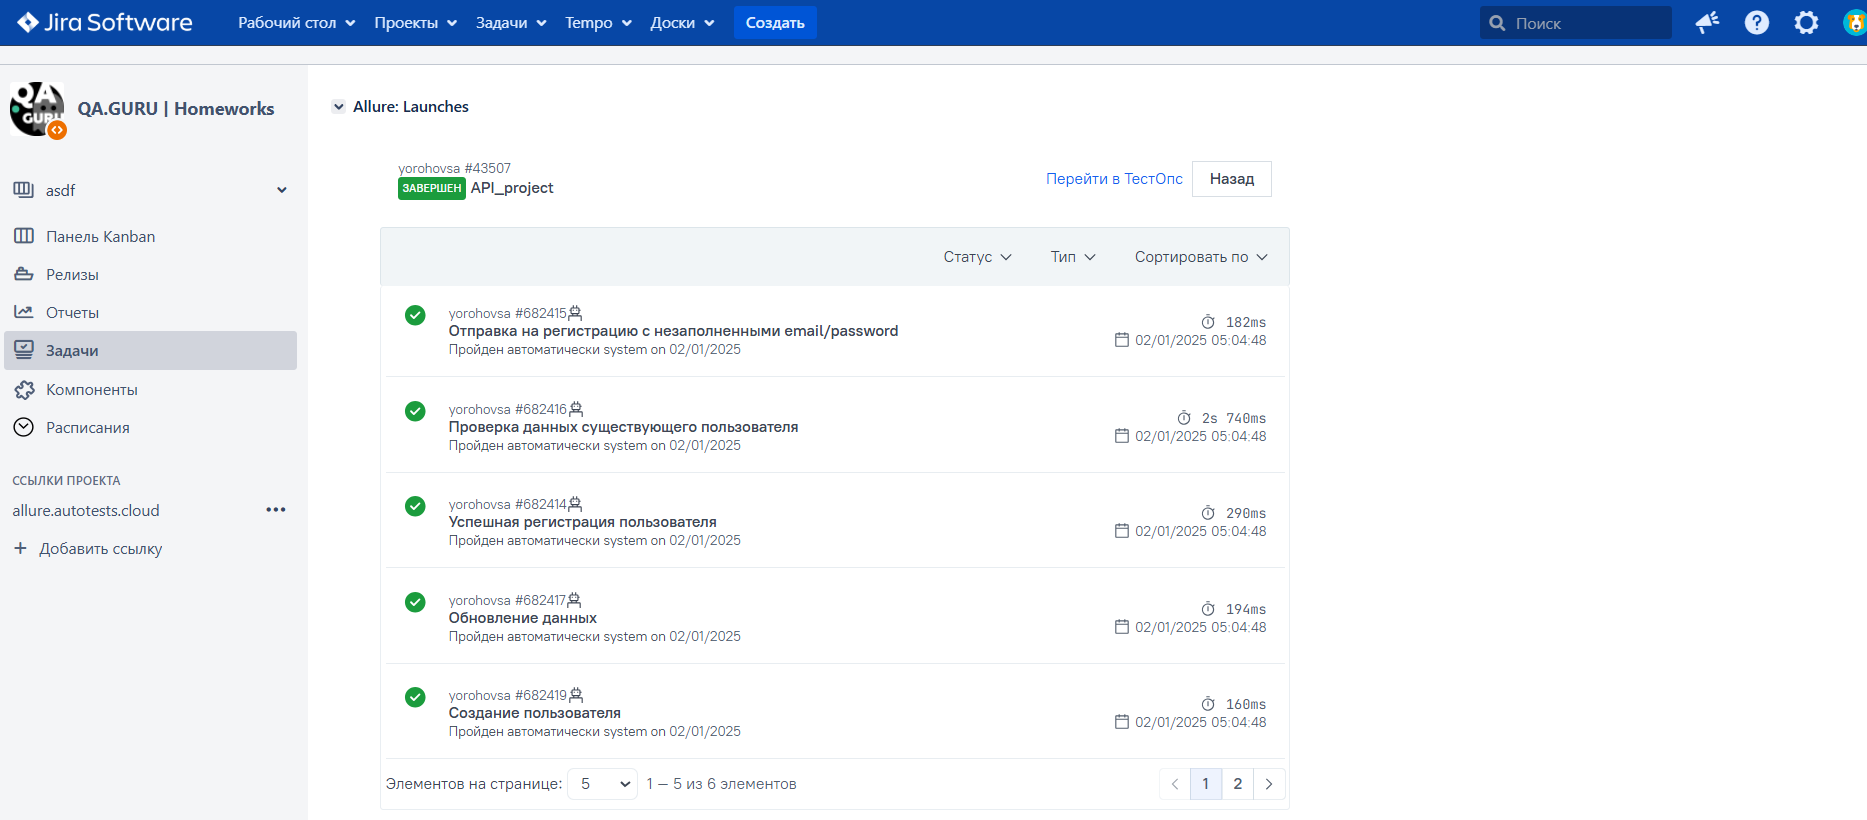 Jira Software
Рабочий стол
Проекты
Задачи
Tempo
Доски
Создать
Поиск
QA GURU
QA.GURU | Homeworks
asdf
Панель Kanban
Релизы
Отчеты
Задачи
Компоненты
Расписания
ССЫЛКИ ПРОЕКТА
allure.autotests.cloud
Добавить ссылку
Allure: Launches
yorohovsa #43507
ЗАВЕРШЕН API_project
Перейти в ТестОпс
Назад
Статус
Тип
Сортировать по
yorohovsa #682415
Отправка на регистрацию с незаполненными email/password
Пройден автоматически system on 02/01/2025
182ms
02/01/2025 05:04:48
yorohovsa #682416
Проверка данных существующего пользователя
Пройден автоматически system on 02/01/2025
2s 740ms
02/01/2025 05:04:48
yorohovsa #682414
Успешная регистрация пользователя
Пройден автоматически system on 02/01/2025
290ms
02/01/2025 05:04:48
yorohovsa #682417
Обновление данных
Пройден автоматически system on 02/01/2025
194ms
02/01/2025 05:04:48
yorohovsa #682419
Создание пользователя
Пройден автоматически system on 02/01/2025
160ms
02/01/2025 05:04:48
Элементов на странице: 5 1 — 5 из 6 элементов
1 2